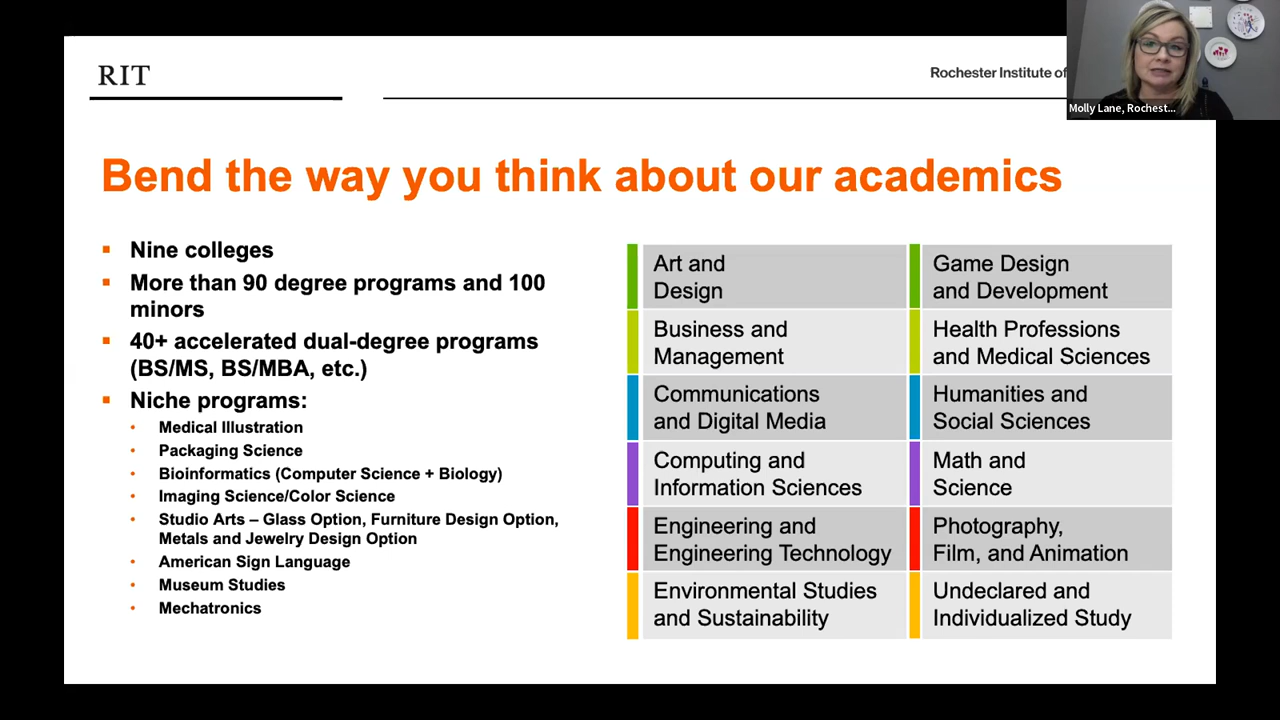 RIT
Rochester Institute of
Molly Lane, Rochest...
Bend the way you think about our academics
Nine colleges
More than 90 degree programs and 100
minors
40+ accelerated dual-degree programs
(BS/MS, BS/MBA, etc.)
Niche programs:
Medical Illustration
Packaging Science
Bioinformatics (Computer Science + Biology)
Imaging Science/Color Science
Studio Arts – Glass Option, Furniture Design Option,
Metals and Jewelry Design Option
American Sign Language
Museum Studies
Mechatronics
Art and
Design
Game Design
and Development
Business and
Management
Health Professions
and Medical Sciences
Communications
and Digital Media
Humanities and
Social Sciences
Computing and
Information Sciences
Math and
Science
Engineering and
Engineering Technology
Photography,
Film, and Animation
Environmental Studies
and Sustainability
Undeclared and
Individualized Study